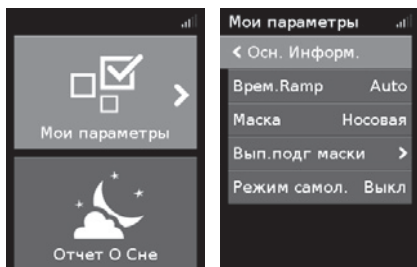 Мои параметры
Отчет О Сне
Мои параметры
< Осн. Информ.
Врем.Ramp Auto
Маска Носовая
Вып.подг маски >
Режим самол. Выкл